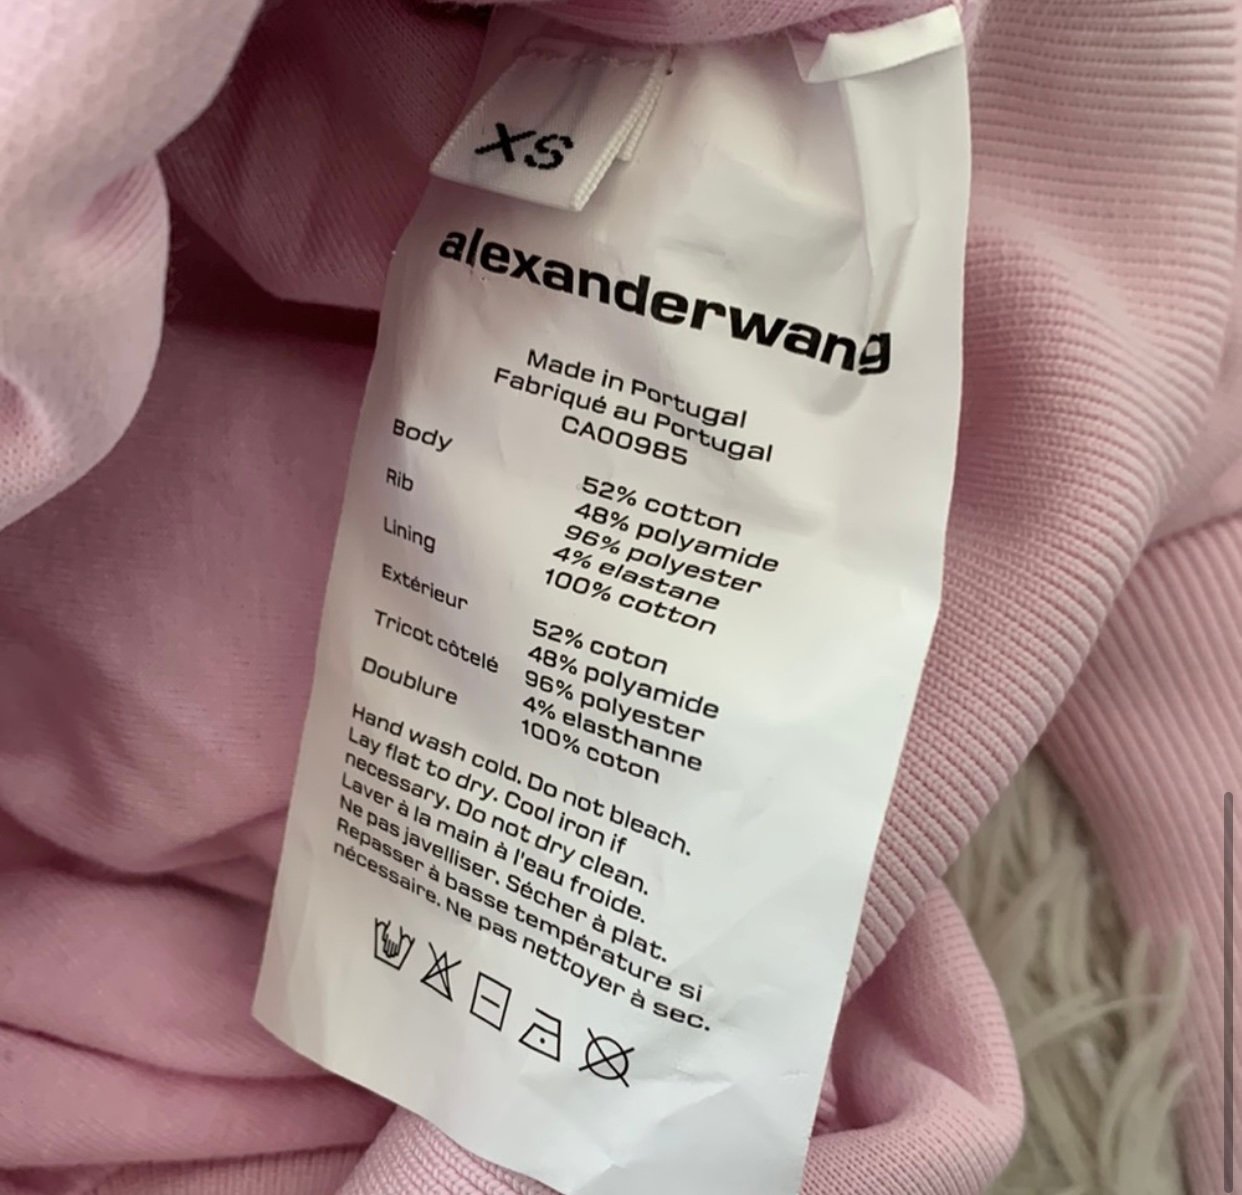 XS
alexanderwang
Made in Portugal
Fabriqué au Portugal
CA00985
Body
52% cotton
48% polyamide
Rib
96% polyester
4% elastane
Lining
100% cotton
Extérieur
52% coton
48% polyamide
Tricot côtelé
96% polyester
4% elasthanne
Doublure
100% coton
Hand wash cold. Do not bleach.
Lay flat to dry. Cool iron if
necessary. Do not dry clean.
Laver à la main à l'eau froide.
Ne pas javelliser. Sécher à plat.
Repasser à basse température si
nécessaire. Ne pas nettoyer à sec.